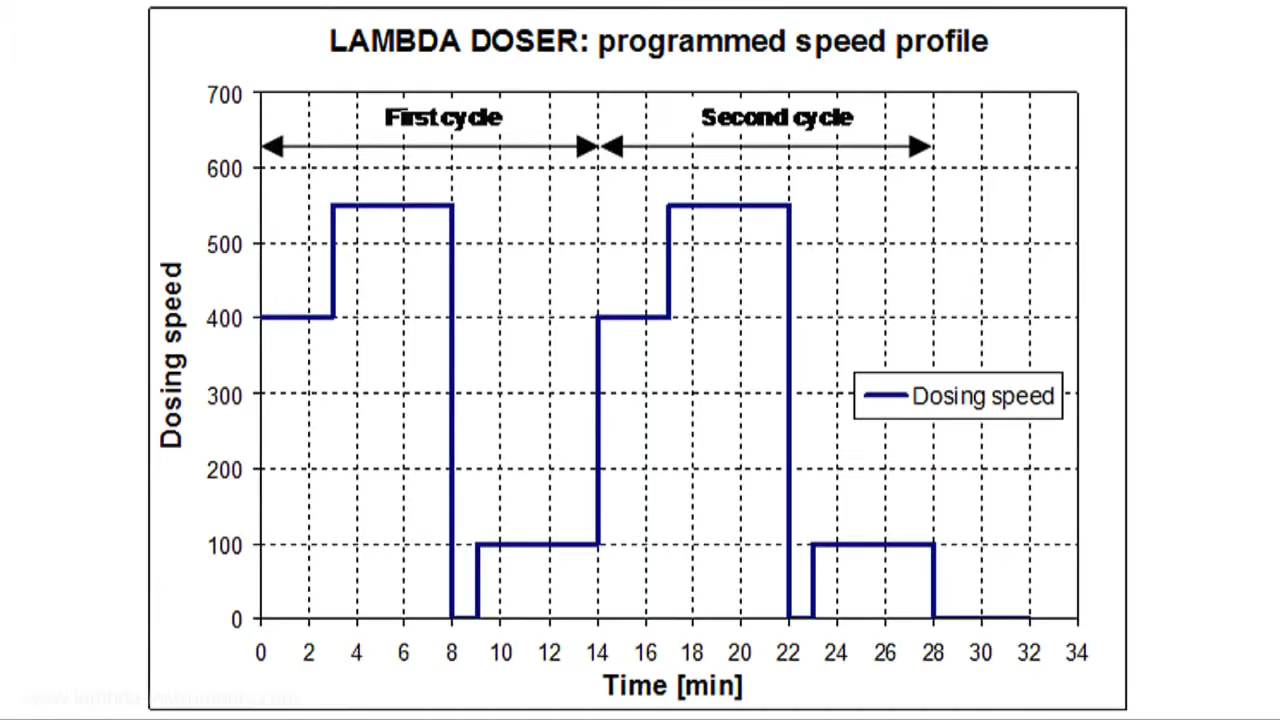 LAMBDA DOSER: programmed speed profile
First cycle
Second cycle
700
600
500
400
300
200
100
0
Dosing speed
Dosing speed
0 2 4 6 8 10 12 14 16 18 20 22 24 26 28 30 32 34
Time [min]